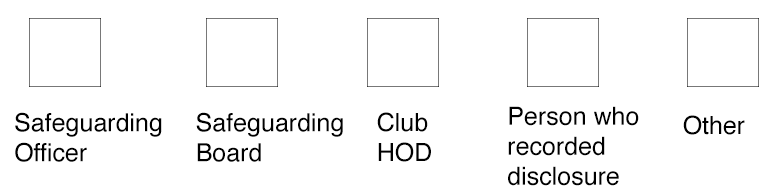 Safeguarding
Officer
Safeguarding
Board
Club
HOD
Person who
recorded
disclosure
Other